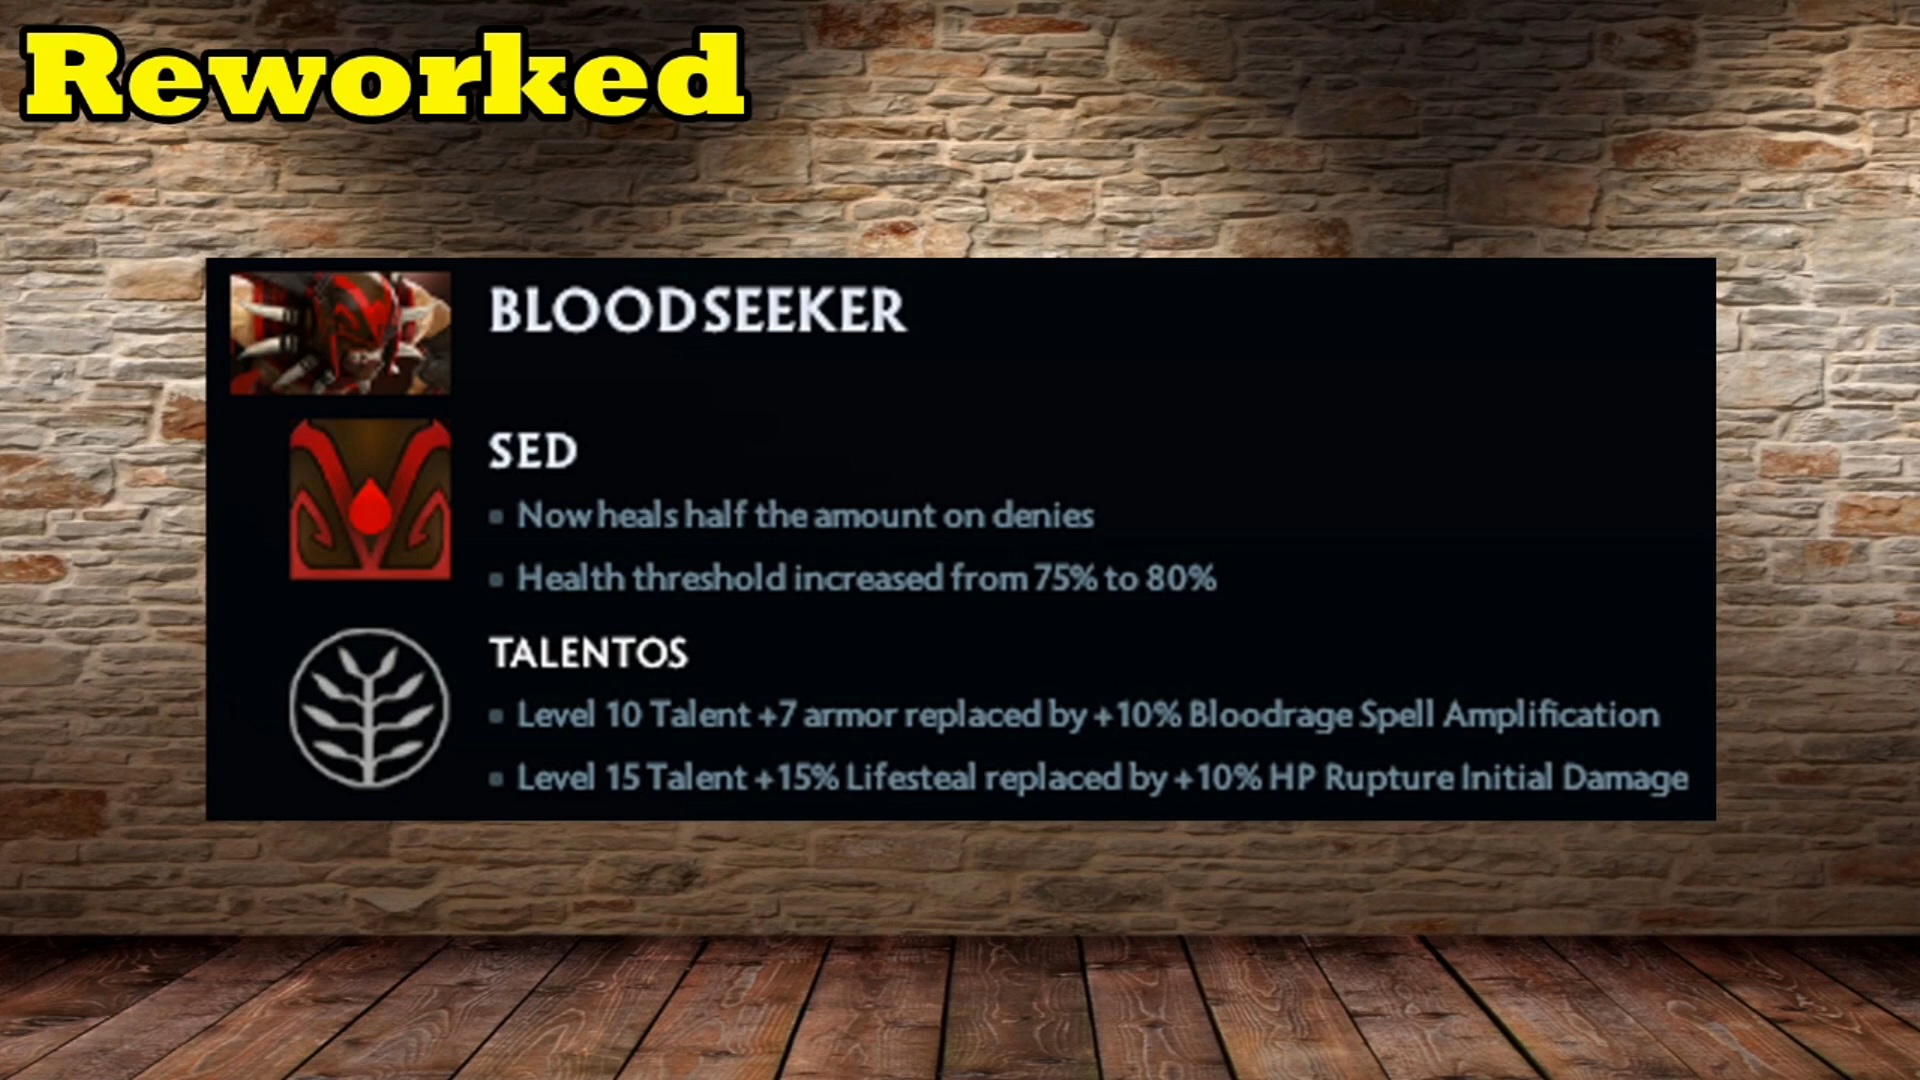 Reworked
BLOODSEEKER
SED
Now heals half the amount on denies
Health threshold increased from 75% to 80%
TALENTOS
Level 10 Talent +7 armor replaced by +10% Bloodrage Spell Amplification
Level 15 Talent +15% Lifesteal replaced by +10% HP Rupture Initial Damage